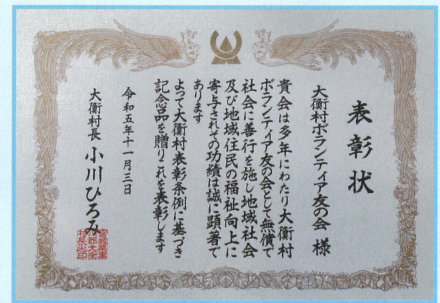 表彰状
大衡村ボランティア友の会 様
貴会は多年にわたり大衡村
ボランティア友の会として無償で
社会に善行を施し地域社会
及び地域住民の福祉向上に
寄与されその功績は誠に顕著で
あります
よって大衡村表彰条例に基づき
記念品を贈りこれを表彰します
令和五年十一月三日
大衡村長 小川ひろみ